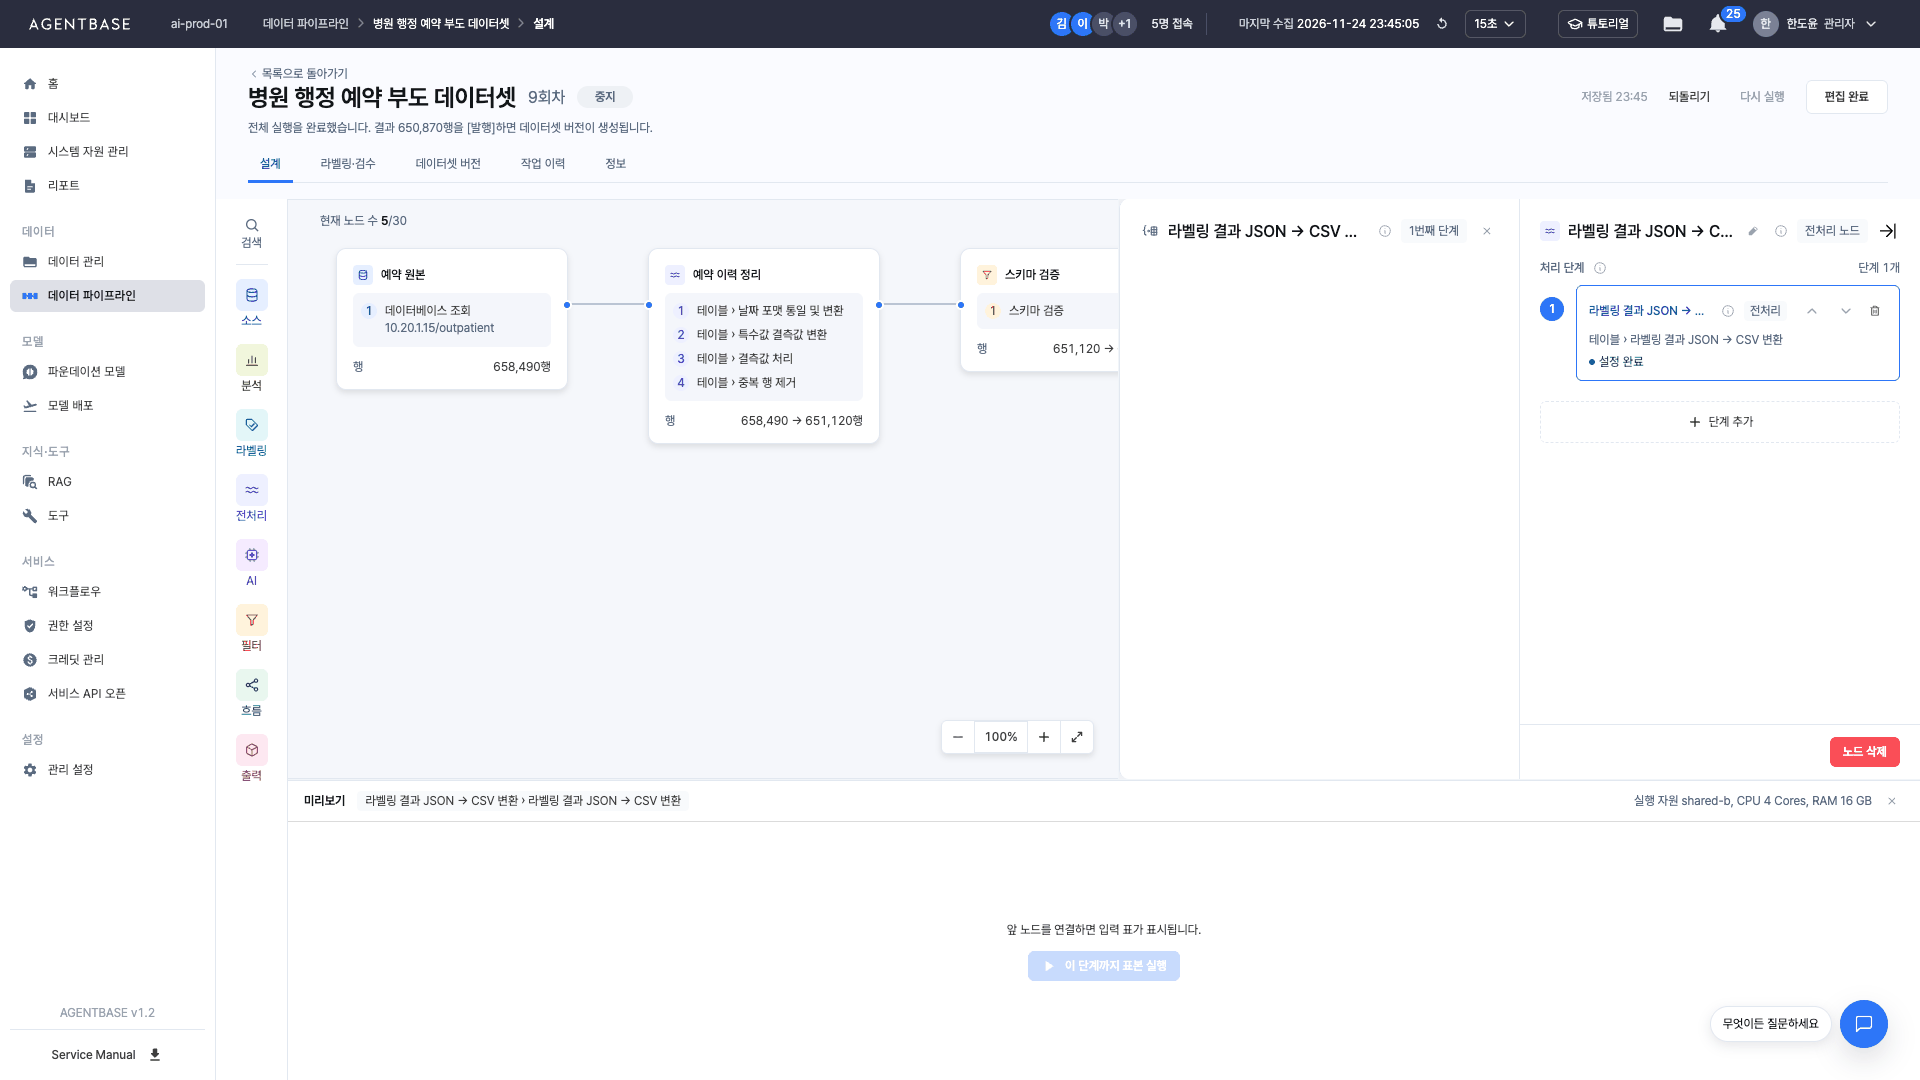 AGENTBASE
ai-prod-01
데이터 파이프라인
병원 행정 예약 부도 데이터셋
설계
김
이
박
+1
5명 접속
마지막 수집 2026-11-24 23:45:05
15초
튜토리얼
25
한
한도윤 관리자
홈
대시보드
시스템 자원 관리
리포트
데이터
데이터 관리
데이터 파이프라인
모델
파운데이션 모델
모델 배포
지식·도구
RAG
도구
서비스
워크플로우
권한 설정
크레딧 관리
서비스 API 오픈
설정
관리 설정
AGENTBASE v1.2
Service Manual
목록으로 돌아가기
병원 행정 예약 부도 데이터셋
9회차
중지
전체 실행을 완료했습니다. 결과 650,870행을 [발행]하면 데이터셋 버전이 생성됩니다.
저장됨 23:45
되돌리기
다시 실행
편집 완료
설계
라벨링·검수
데이터셋 버전
작업 이력
정보
검색
소스
분석
라벨링
전처리
AI
필터
흐름
출력
현재 노드 수 5/30
예약 원본
1 데이터베이스 조회
10.20.1.15/outpatient
행 658,490행
예약 이력 정리
1 테이블 › 날짜 포맷 통일 및 변환
2 테이블 › 특수값 결측값 변환
3 테이블 › 결측값 처리
4 테이블 › 중복 행 제거
행 658,490 → 651,120행
스키마 검증
1 스키마 검증
행 651,120 →
100%
라벨링 결과 JSON → CSV ...
1번째 단계
라벨링 결과 JSON → C...
전처리 노드
처리 단계
단계 1개
1
라벨링 결과 JSON → ...
전처리
테이블 › 라벨링 결과 JSON → CSV 변환
설정 완료
단계 추가
노드 삭제
미리보기
라벨링 결과 JSON → CSV 변환 › 라벨링 결과 JSON → CSV 변환
실행 자원 shared-b, CPU 4 Cores, RAM 16 GB
앞 노드를 연결하면 입력 표가 표시됩니다.
이 단계까지 표본 실행
무엇이든 질문하세요